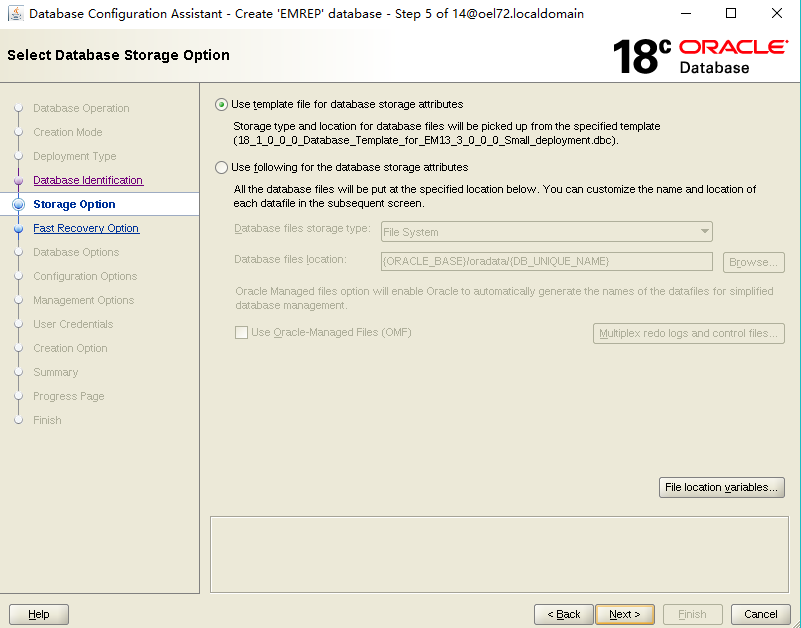 Database Configuration Assistant - Create 'EMREP' database - Step 5 of 14@oel72.localdomain
Select Database Storage Option
18c ORACLE
Database
Database Operation
Creation Mode
Deployment Type
Database Identification
Storage Option
Fast Recovery Option
Database Options
Configuration Options
Management Options
User Credentials
Creation Option
Summary
Progress Page
Finish
Use template file for database storage attributes
Storage type and location for database files will be picked up from the specified template
(18_1_0_0_0_Database_Template_for_EM13_3_0_0_0_Small_deployment.dbc).
Use following for the database storage attributes
All the database files will be put at the specified location below. You can customize the name and location of
each datafile in the subsequent screen.
Database files storage type: File System
Database files location: {ORACLE_BASE}/oradata/{DB_UNIQUE_NAME} Browse...
Oracle Managed files option will enable Oracle to automatically generate the names of the datafiles for simplified
database management.
Use Oracle-Managed Files (OMF) Multiplex redo logs and control files...
File location variables...
Help < Back Next > Finish Cancel